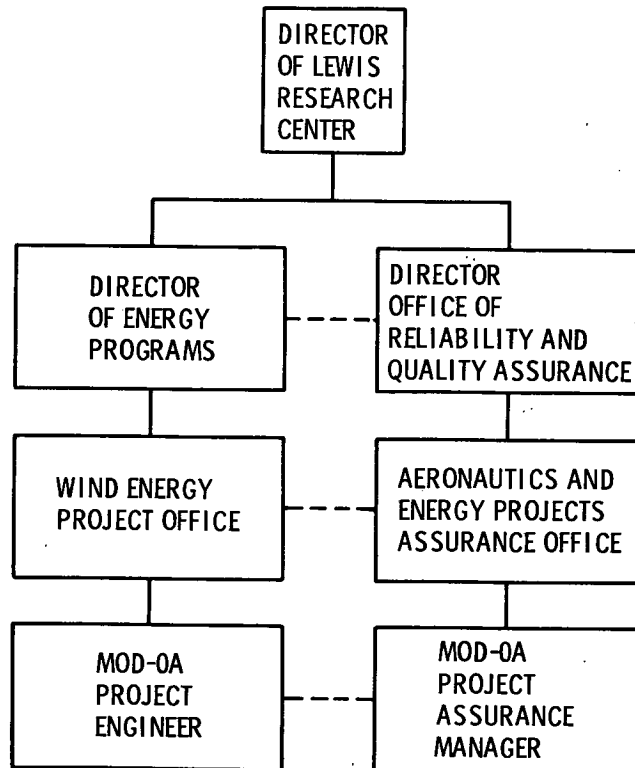 DIRECTOR
OF LEWIS
RESEARCH
CENTER
DIRECTOR
OF ENERGY
PROGRAMS
DIRECTOR
OFFICE OF
RELIABILITY AND
QUALITY ASSURANCE
WIND ENERGY
PROJECT OFFICE
AERONAUTICS AND
ENERGY PROJECTS
ASSURANCE OFFICE
MOD-0A
PROJECT
ENGINEER
MOD-0A
PROJECT
ASSURANCE
MANAGER